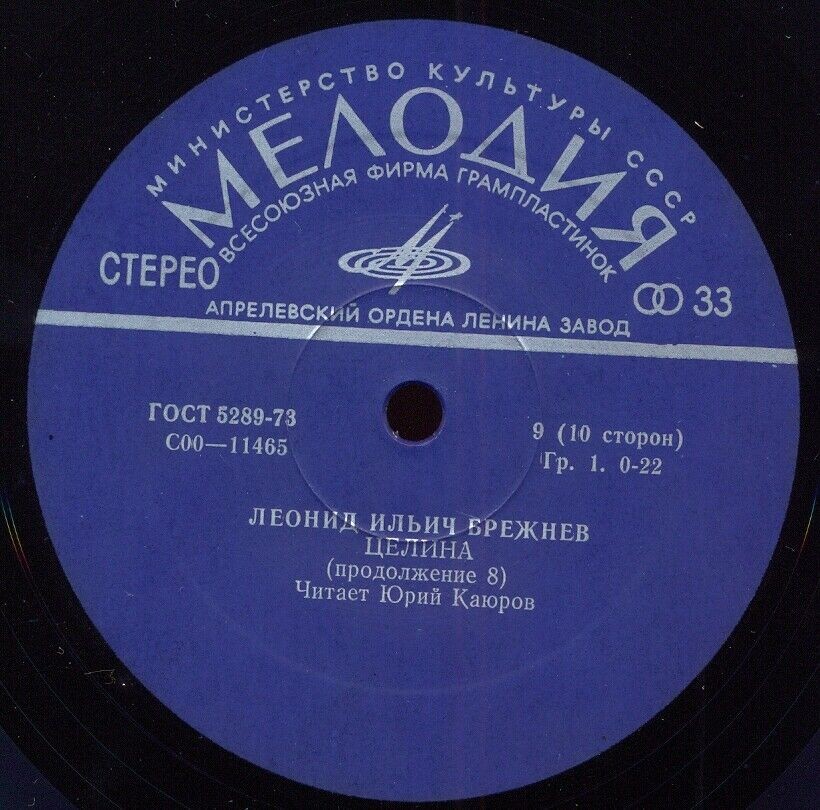 МИНИСТЕРСТВО КУЛЬТУРЫ СССР
МЕЛОДИЯ
ВСЕСОЮЗНАЯ ФИРМА ГРАМПЛАСТИНОК
СТЕРЕО
33
АПРЕЛЕВСКИЙ ОРДЕНА ЛЕНИНА ЗАВОД
ГОСТ 5289-73
9 (10 сторон)
С00—11465
Гр. 1. 0-22
ЛЕОНИД ИЛЬИЧ БРЕЖНЕВ
ЦЕЛИНА
(продолжение 8)
Читает Юрий Каюров